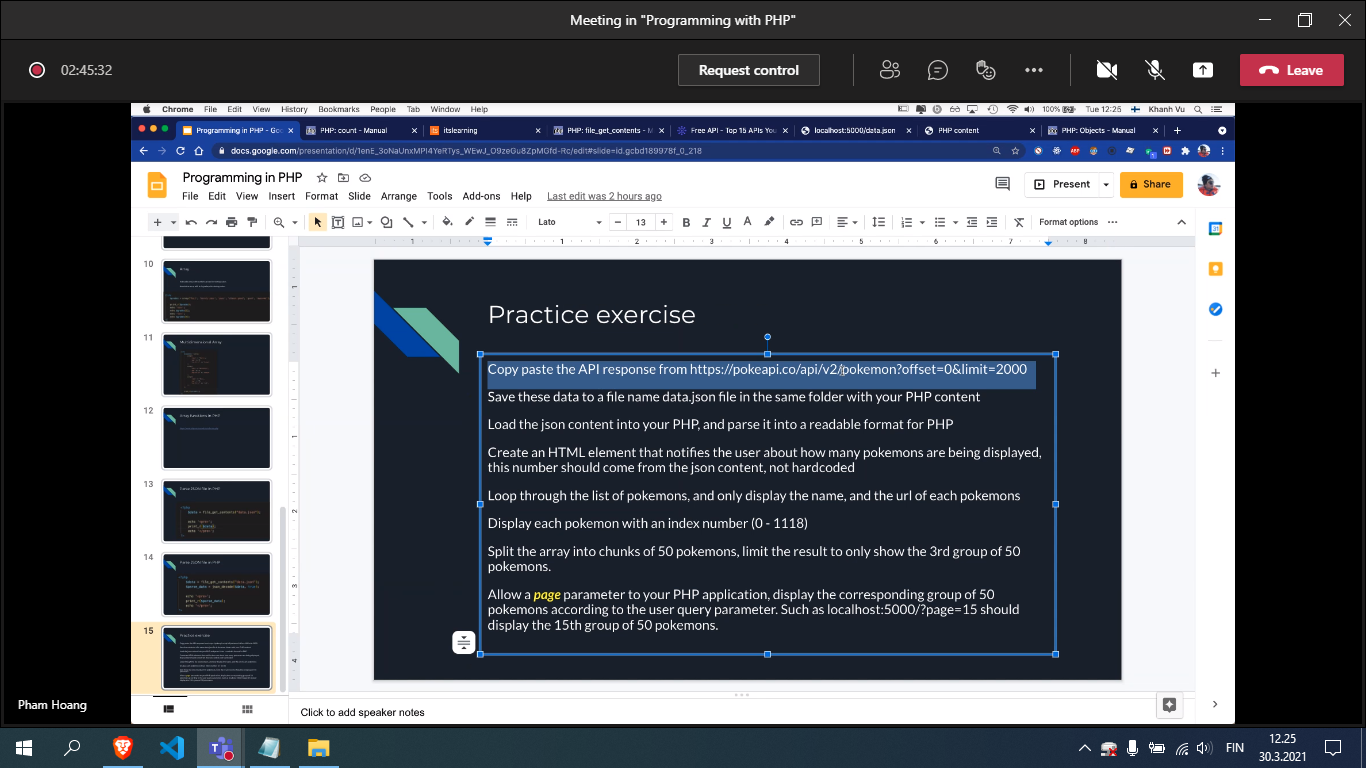 Meeting in "Programming with PHP"
02:45:32
Request control
Leave
Chrome File Edit View History Bookmarks People Tab Window Help
100% Tue 12:25 Khanh Vu
Programming in PHP - Goo
PHP: count - Manual
itslearning
PHP: file_get_contents - M
Free API - Top 15 APIs You
localhost:5000/data.json
PHP content
PHP: Objects - Manual
docs.google.com/presentation/d/1enE_3oNaUnxMPI4YeRTys_WEwJ_O9zeGu8ZpMGfd-Rc/edit#slide=id.gcbd189978f_0_218
Programming in PHP
File Edit View Insert Format Slide Arrange Tools Add-ons Help Last edit was 2 hours ago
Present
Share
Lato
13
B I U A
Format options
10
11
12
13
14
15
Practice exercise
Copy paste the API response from https://pokeapi.co/api/v2/pokemon?offset=0&limit=2000
Save these data to a file name data.json file in the same folder with your PHP content
Load the json content into your PHP, and parse it into a readable format for PHP
Create an HTML element that notifies the user about how many pokemons are being displayed,
this number should come from the json content, not hardcoded
Loop through the list of pokemons, and only display the name, and the url of each pokemons
Display each pokemon with an index number (0 - 1118)
Split the array into chunks of 50 pokemons, limit the result to only show the 3rd group of 50
pokemons.
Allow a page parameter to your PHP application, display the corresponding group of 50
pokemons according to the user query parameter. Such as localhost:5000/?page=15 should
display the 15th group of 50 pokemons.
Click to add speaker notes
Pham Hoang
FIN
12.25
30.3.2021